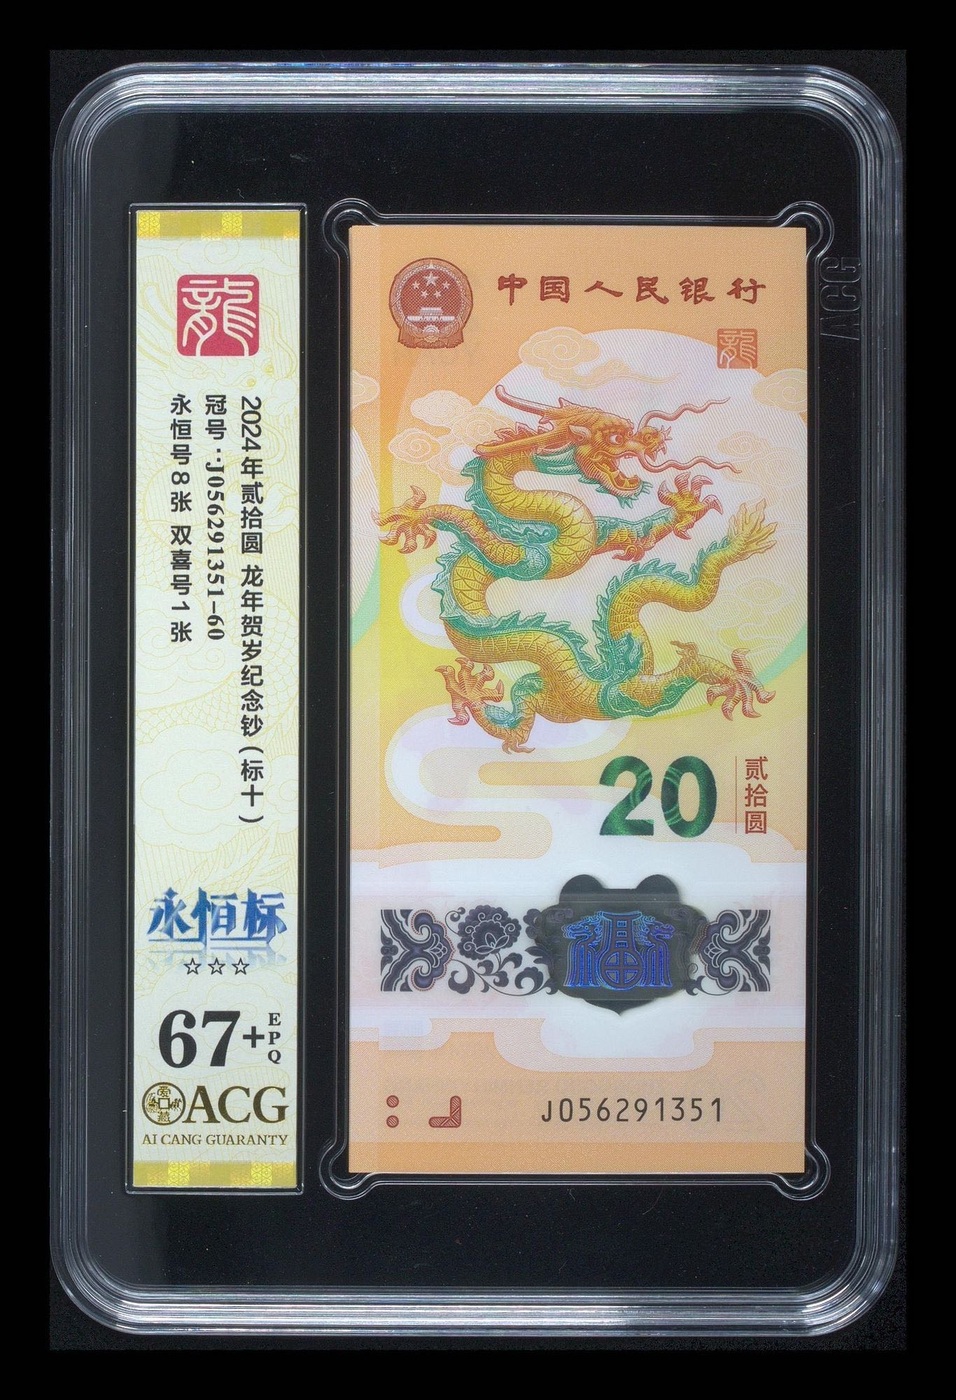 龍
2024年贰拾圆 龙年贺岁纪念钞(标十)
冠号:J056291351-60
永恒号8张 双喜号1张
永恒标
☆☆☆
67+EPQ
ACG
AI CANG GUARANTY
中国人民银行
龍
20
贰拾圆
J056291351
ACG